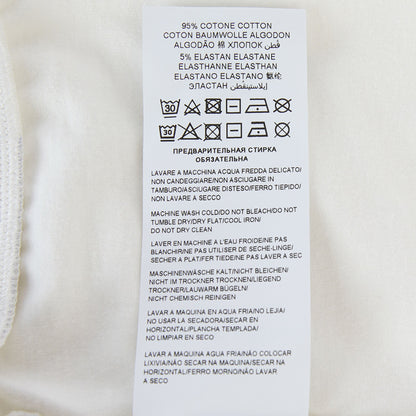 95% COTONE COTTON
COTON BAUMWOLLE ALGODON
ALGODÃO 棉 ХЛОПОК قطن
5% ELASTAN ELASTANE
ELASTHANNE ELASTHAN
ELASTANO ELASTANO 氨纶
ЭЛАСТАН
30
30
ПРЕДВАРИТЕЛЬНАЯ СТИРКА
ОБЯЗАТЕЛЬНА
LAVARE A MACCHINA ACQUA FREDDA DELICATO/
NON CANDEGGIARE/NON ASCIUGARE IN
TAMBURO/ASCIUGARE DISTESO/FERRO TIEPIDO/
NON LAVARE A SECCO
MACHINE WASH COLD/DO NOT BLEACH/DO NOT
TUMBLE DRY/DRY FLAT/COOL IRON/
DO NOT DRY CLEAN
LAVER EN MACHINE A L'EAU FROIDE/NE PAS
BLANCHIR/NE PAS UTILISER DE SÈCHE-LINGE/
SÉCHER A PLAT/FER TIEDE/NE PAS LAVER A SEC
MASCHINENWÄSCHE KALT/NICHT BLEICHEN/
NICHT IM TROCKNER TROCKNEN/LIEGEND
TROCKNEN/LAUWARM BÜGELN/
NICHT CHEMISCH REINIGEN
LAVAR A MAQUINA EN AGUA FRIA/NO LEJIA/
NO USAR LA SECADORA/SECAR EN
HORIZONTAL/PLANCHA TEMPLADA/
NO LIMPIAR EN SECO
LAVAR A MAQUINA AGUA FRIA/NÃO COLOCAR
LIXIVIA/NÃO SECAR NA MAQUINA/SECAR NA
HORIZONTAL/FERRO MORNO/NÃO LAVAR
A SECO